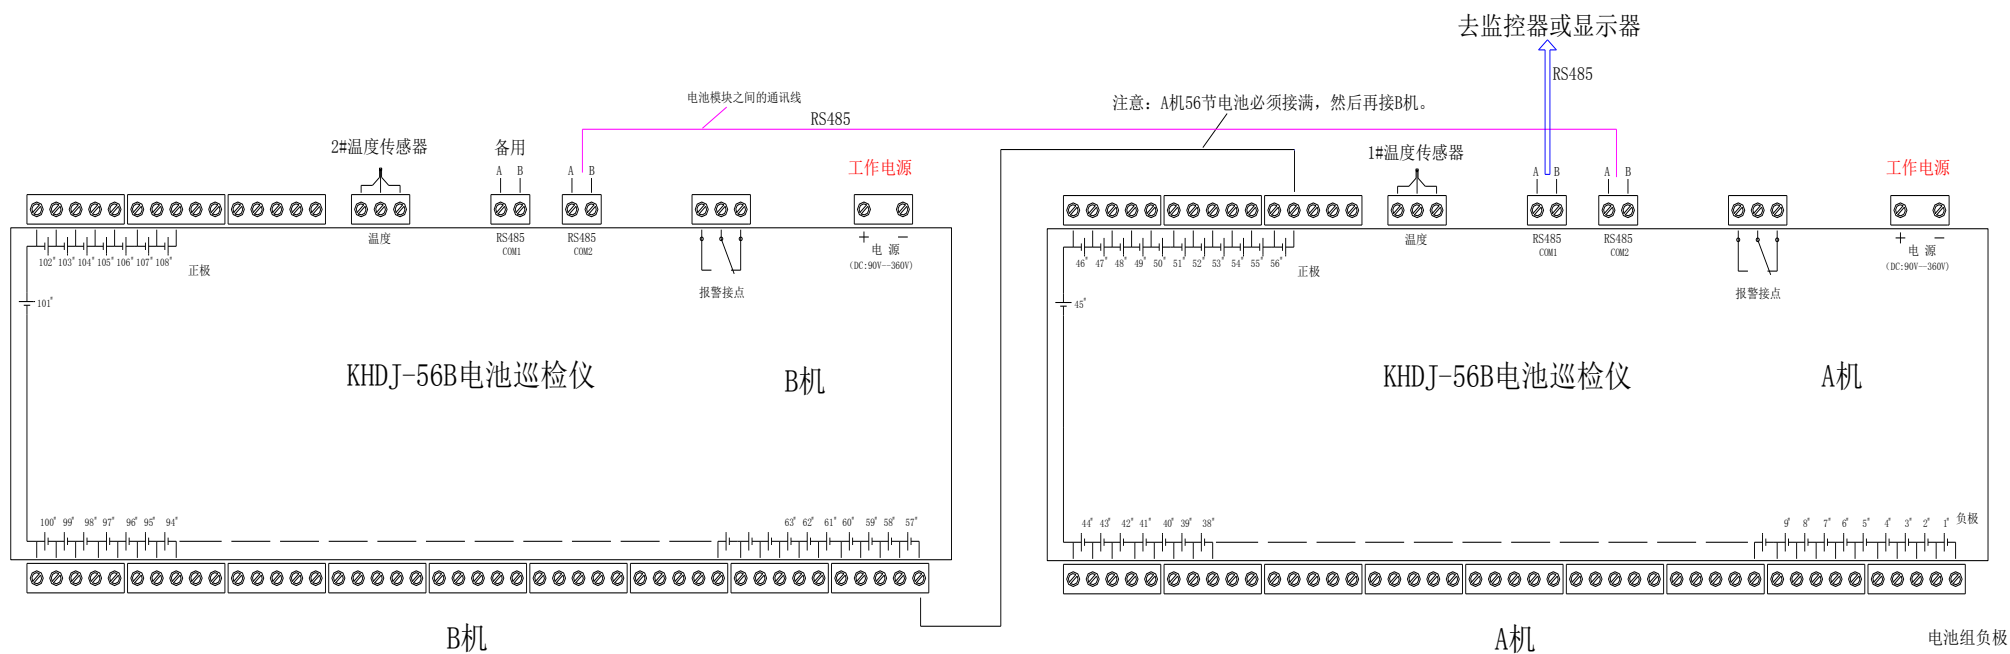 去监控器或显示器
RS485
电池模块之间的通讯线
注意：A机56节电池必须接满，然后再接B机。
RS485
2#温度传感器
备用
A B
A B
工作电源
1#温度传感器
A B
A B
工作电源
温度
RS485
COM1
RS485
COM2
+ −
电 源
(DC:90V—360V)
102# 103# 104# 105# 106# 107# 108#
正极
报警接点
101#
温度
RS485
COM1
RS485
COM2
+ −
电 源
(DC:90V—360V)
46# 47# 48# 49# 50# 51# 52# 53# 54# 55# 56#
正极
报警接点
45#
KHDJ-56B电池巡检仪
B机
KHDJ-56B电池巡检仪
A机
100# 99# 98# 97# 96# 95# 94#
63# 62# 61# 60# 59# 58# 57#
44# 43# 42# 41# 40# 39# 38#
9# 8# 7# 6# 5# 4# 3# 2# 1#
负极
B机
A机
电池组负极